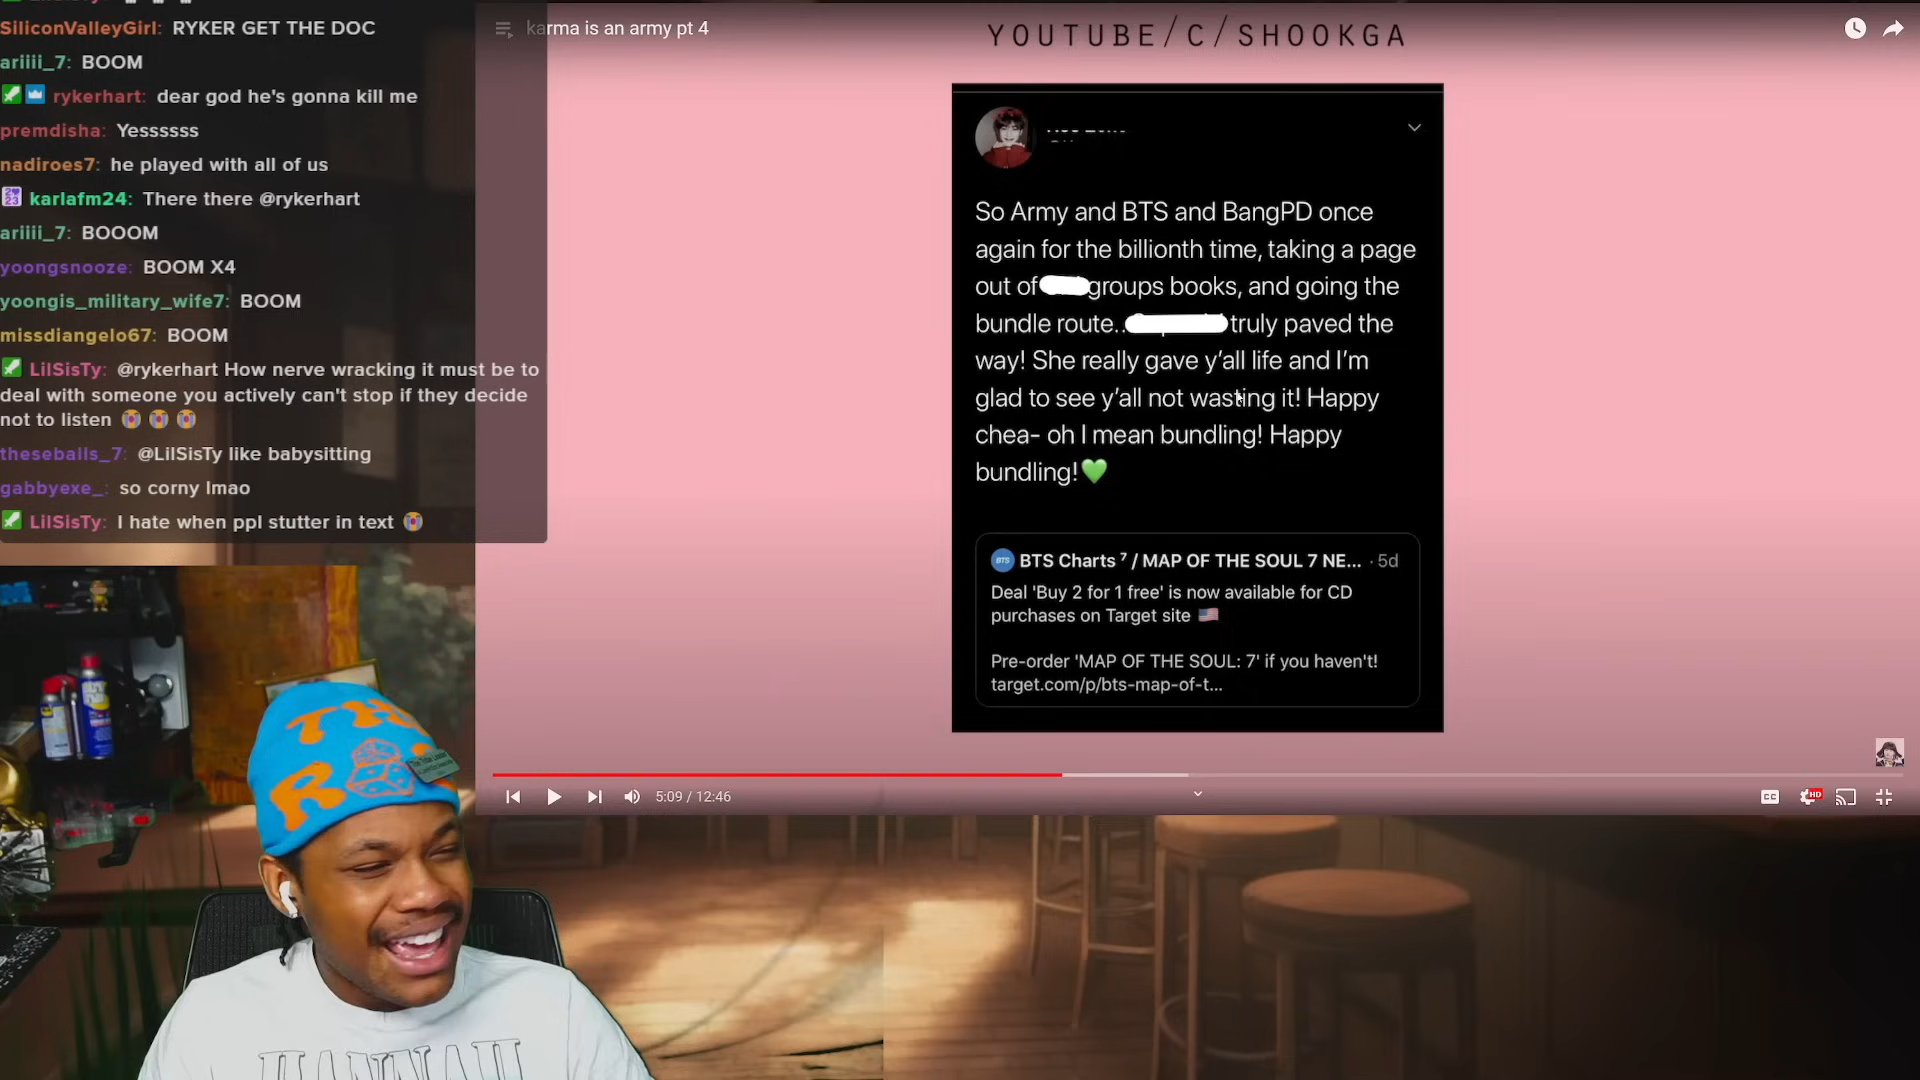 SiliconValleyGirl: RYKER GET THE DOC
ariiii_7: BOOM
rykerhart: dear god he's gonna kill me
premdisha: Yessssss
nadiroes7: he played with all of us
karlafm24: There there @rykerhart
ariiii_7: BOOOM
yoongsnooze: BOOM X4
yoongis_military_wife7: BOOM
missdiangelo67: BOOM
LilSisTy: @rykerhart How nerve wracking it must be to
deal with someone you actively can't stop if they decide
not to listen 😭 😭 😭
theseballs_7: @LilSisTy like babysitting
gabbyexe_: so corny lmao
LilSisTy: I hate when ppl stutter in text 😭
karma is an army pt 4
YOUTUBE/C/SHOOKGA
So Army and BTS and BangPD once
again for the billionth time, taking a page
out of groups books, and going the
bundle route.. truly paved the
way! She really gave y'all life and I'm
glad to see y'all not wasting it! Happy
chea- oh I mean bundling! Happy
bundling!💚
BTS BTS Charts ⁷ / MAP OF THE SOUL 7 NE... · 5d
Deal 'Buy 2 for 1 free' is now available for CD
purchases on Target site 🇺🇸
Pre-order 'MAP OF THE SOUL: 7' if you haven't!
target.com/p/bts-map-of-t...
5:09 / 12:46
CC
HD
HANNAH